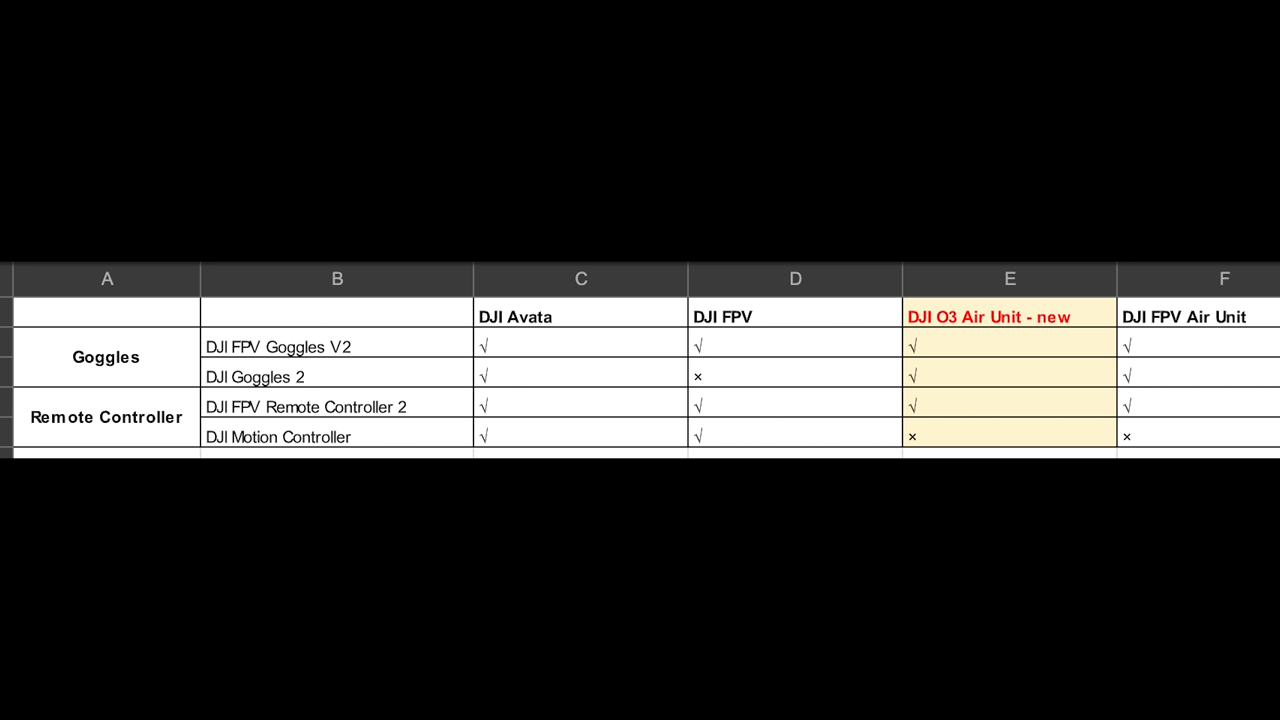 A B C D E F
DJI Avata DJI FPV DJI O3 Air Unit - new DJI FPV Air Unit
Goggles
DJI FPV Goggles V2 √ √ √ √
DJI Goggles 2 √ × √ √
Remote Controller
DJI FPV Remote Controller 2 √ √ √ √
DJI Motion Controller √ √ × ×